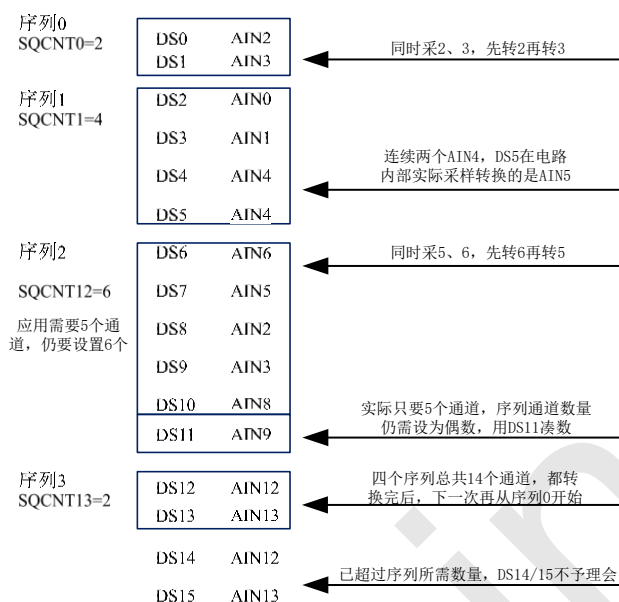 序列0
SQCNT0=2
DS0 AIN2
DS1 AIN3
同时采2、3，先转2再转3
序列1
SQCNT1=4
DS2 AIN0
DS3 AIN1
DS4 AIN4
DS5 AIN4
连续两个AIN4，DS5在电路
内部实际采样转换的是AIN5
序列2
SQCNT12=6
应用需要5个通
道，仍要设置6个
DS6 AIN6
DS7 AIN5
DS8 AIN2
DS9 AIN3
DS10 AIN8
DS11 AIN9
同时采5、6，先转6再转5
实际只要5个通道，序列通道数量
仍需设为偶数，用DS11凑数
序列3
SQCNT13=2
DS12 AIN12
DS13 AIN13
四个序列总共14个通道，都转
换完后，下一次再从序列0开始
DS14 AIN12
DS15 AIN13
已超过序列所需数量，DS14/15不予理会